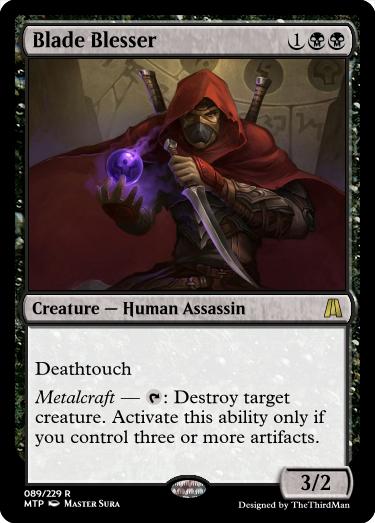 Blade Blesser 1
Creature — Human Assassin
Deathtouch
Metalcraft — : Destroy target
creature. Activate this ability only if
you control three or more artifacts.
3/2
089/229 R
MTP Master Sura
Designed by TheThirdMan